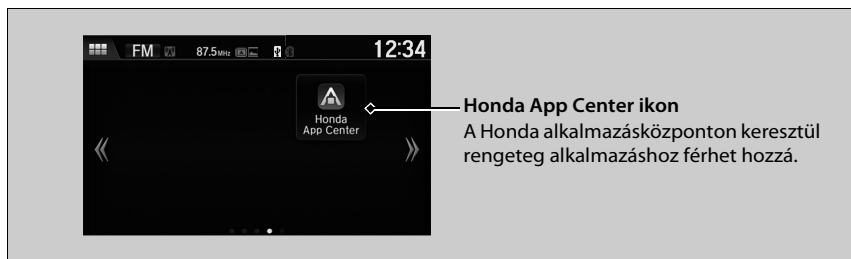 FM 87.5MHz 12:34
Honda
App Center
Honda App Center ikon
A Honda alkalmazásközponton keresztül
rengeteg alkalmazáshoz férhet hozzá.